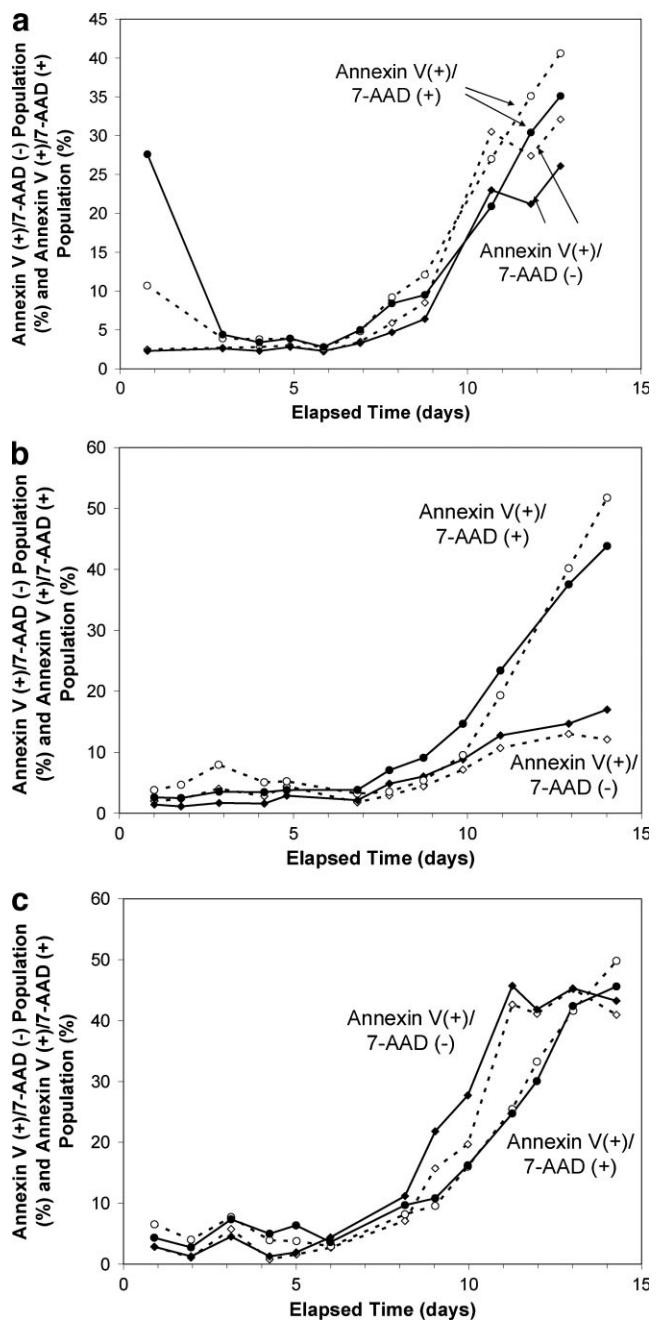 a
Annexin V (+)/7-AAD (-) Population
(%) and Annexin V (+)/7-AAD (+)
Population (%)
45
40
35
30
25
20
15
10
5
0
Annexin V(+)/
7-AAD (+)
Annexin V(+)/
7-AAD (-)
0
5
10
15
Elapsed Time (days)
b
Annexin V (+)/7-AAD (-) Population
(%) and Annexin V (+)/7-AAD (+)
Population (%)
60
50
40
30
20
10
0
Annexin V(+)/
7-AAD (+)
Annexin V(+)/
7-AAD (-)
0
5
10
15
Elapsed Time (days)
c
Annexin V (+)/7-AAD (-) Population
(%) and Annexin V (+)/7-AAD (+)
Population (%)
60
50
40
30
20
10
0
Annexin V(+)/
7-AAD (-)
Annexin V(+)/
7-AAD (+)
0
5
10
15
Elapsed Time (days)